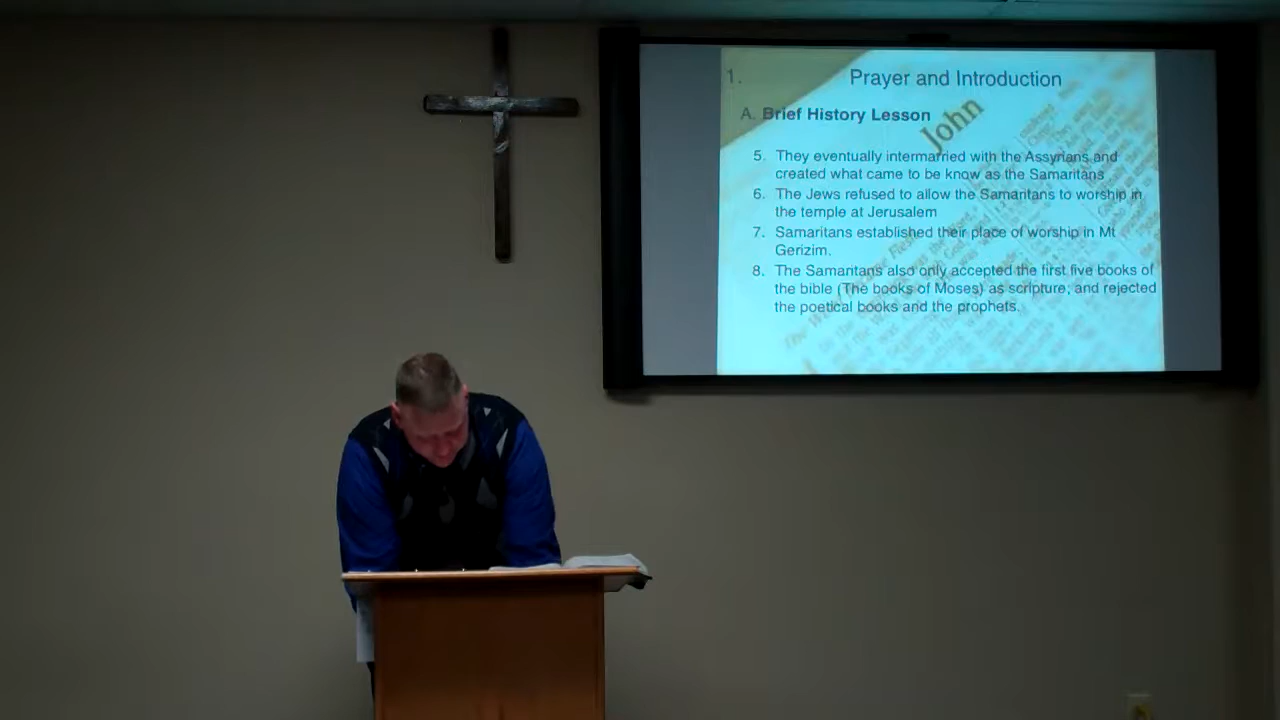 1. Prayer and Introduction
A. Brief History Lesson
John
5. They eventually intermarried with the Assyrians and
created what came to be know as the Samaritans
6. The Jews refused to allow the Samaritans to worship in
the temple at Jerusalem
7. Samaritans established their place of worship in Mt
Gerizim.
8. The Samaritans also only accepted the first five books of
the bible (The books of Moses) as scripture; and rejected
the poetical books and the prophets.